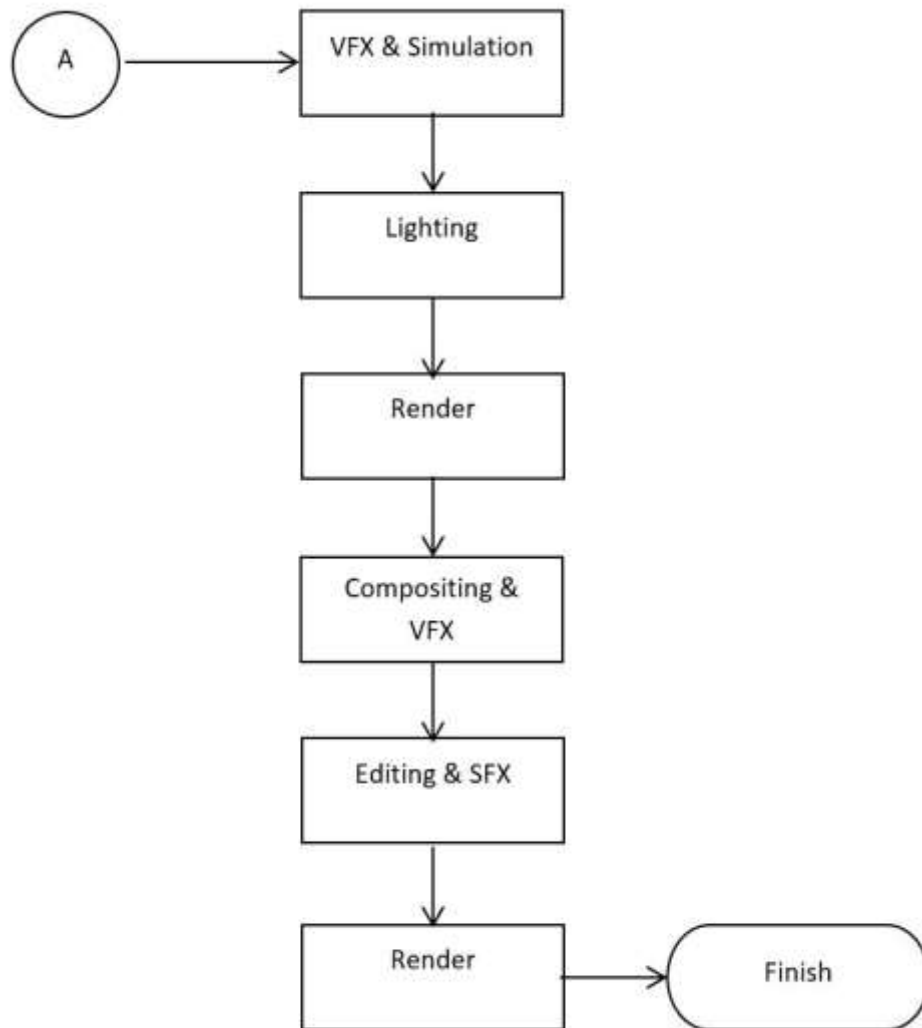 A
VFX & Simulation
Lighting
Render
Compositing &
VFX
Editing & SFX
Render
Finish